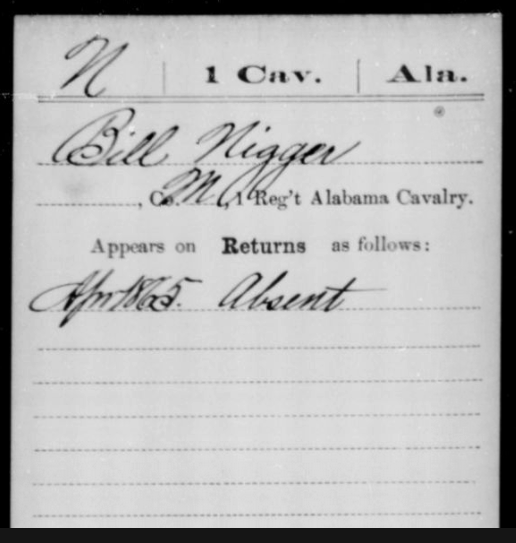 N 1 Cav. Ala.
Bill Nigger
, Co. M, 1 Reg't Alabama Cavalry.
Appears on Returns as follows:
Apr 1865. Absent